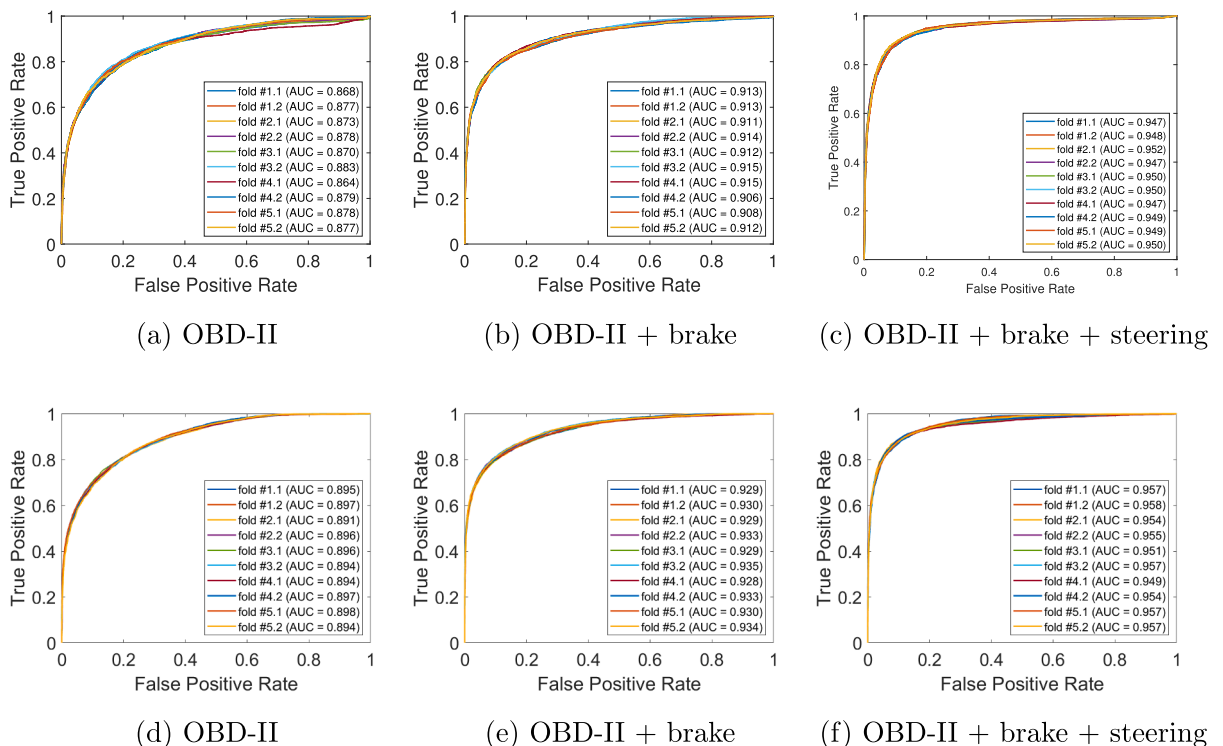 1
0.8
0.6
0.4
0.2
0
0
0.2
0.4
0.6
0.8
1
True Positive Rate
False Positive Rate
fold #1.1 (AUC = 0.868)
fold #1.2 (AUC = 0.877)
fold #2.1 (AUC = 0.873)
fold #2.2 (AUC = 0.878)
fold #3.1 (AUC = 0.870)
fold #3.2 (AUC = 0.883)
fold #4.1 (AUC = 0.864)
fold #4.2 (AUC = 0.879)
fold #5.1 (AUC = 0.878)
fold #5.2 (AUC = 0.877)
(a) OBD-II
1
0.8
0.6
0.4
0.2
0
0
0.2
0.4
0.6
0.8
1
True Positive Rate
False Positive Rate
fold #1.1 (AUC = 0.913)
fold #1.2 (AUC = 0.913)
fold #2.1 (AUC = 0.911)
fold #2.2 (AUC = 0.914)
fold #3.1 (AUC = 0.912)
fold #3.2 (AUC = 0.915)
fold #4.1 (AUC = 0.915)
fold #4.2 (AUC = 0.906)
fold #5.1 (AUC = 0.908)
fold #5.2 (AUC = 0.912)
(b) OBD-II + brake
1
0.8
0.6
0.4
0.2
0
0
0.2
0.4
0.6
0.8
1
True Positive Rate
False Positive Rate
fold #1.1 (AUC = 0.947)
fold #1.2 (AUC = 0.948)
fold #2.1 (AUC = 0.952)
fold #2.2 (AUC = 0.947)
fold #3.1 (AUC = 0.950)
fold #3.2 (AUC = 0.950)
fold #4.1 (AUC = 0.947)
fold #4.2 (AUC = 0.949)
fold #5.1 (AUC = 0.949)
fold #5.2 (AUC = 0.950)
(c) OBD-II + brake + steering
1
0.8
0.6
0.4
0.2
0
0
0.2
0.4
0.6
0.8
1
True Positive Rate
False Positive Rate
fold #1.1 (AUC = 0.895)
fold #1.2 (AUC = 0.897)
fold #2.1 (AUC = 0.891)
fold #2.2 (AUC = 0.896)
fold #3.1 (AUC = 0.896)
fold #3.2 (AUC = 0.894)
fold #4.1 (AUC = 0.894)
fold #4.2 (AUC = 0.897)
fold #5.1 (AUC = 0.898)
fold #5.2 (AUC = 0.894)
(d) OBD-II
1
0.8
0.6
0.4
0.2
0
0
0.2
0.4
0.6
0.8
1
True Positive Rate
False Positive Rate
fold #1.1 (AUC = 0.929)
fold #1.2 (AUC = 0.930)
fold #2.1 (AUC = 0.929)
fold #2.2 (AUC = 0.933)
fold #3.1 (AUC = 0.929)
fold #3.2 (AUC = 0.935)
fold #4.1 (AUC = 0.928)
fold #4.2 (AUC = 0.933)
fold #5.1 (AUC = 0.930)
fold #5.2 (AUC = 0.934)
(e) OBD-II + brake
1
0.8
0.6
0.4
0.2
0
0
0.2
0.4
0.6
0.8
1
True Positive Rate
False Positive Rate
fold #1.1 (AUC = 0.957)
fold #1.2 (AUC = 0.958)
fold #2.1 (AUC = 0.954)
fold #2.2 (AUC = 0.955)
fold #3.1 (AUC = 0.951)
fold #3.2 (AUC = 0.957)
fold #4.1 (AUC = 0.949)
fold #4.2 (AUC = 0.954)
fold #5.1 (AUC = 0.957)
fold #5.2 (AUC = 0.957)
(f) OBD-II + brake + steering